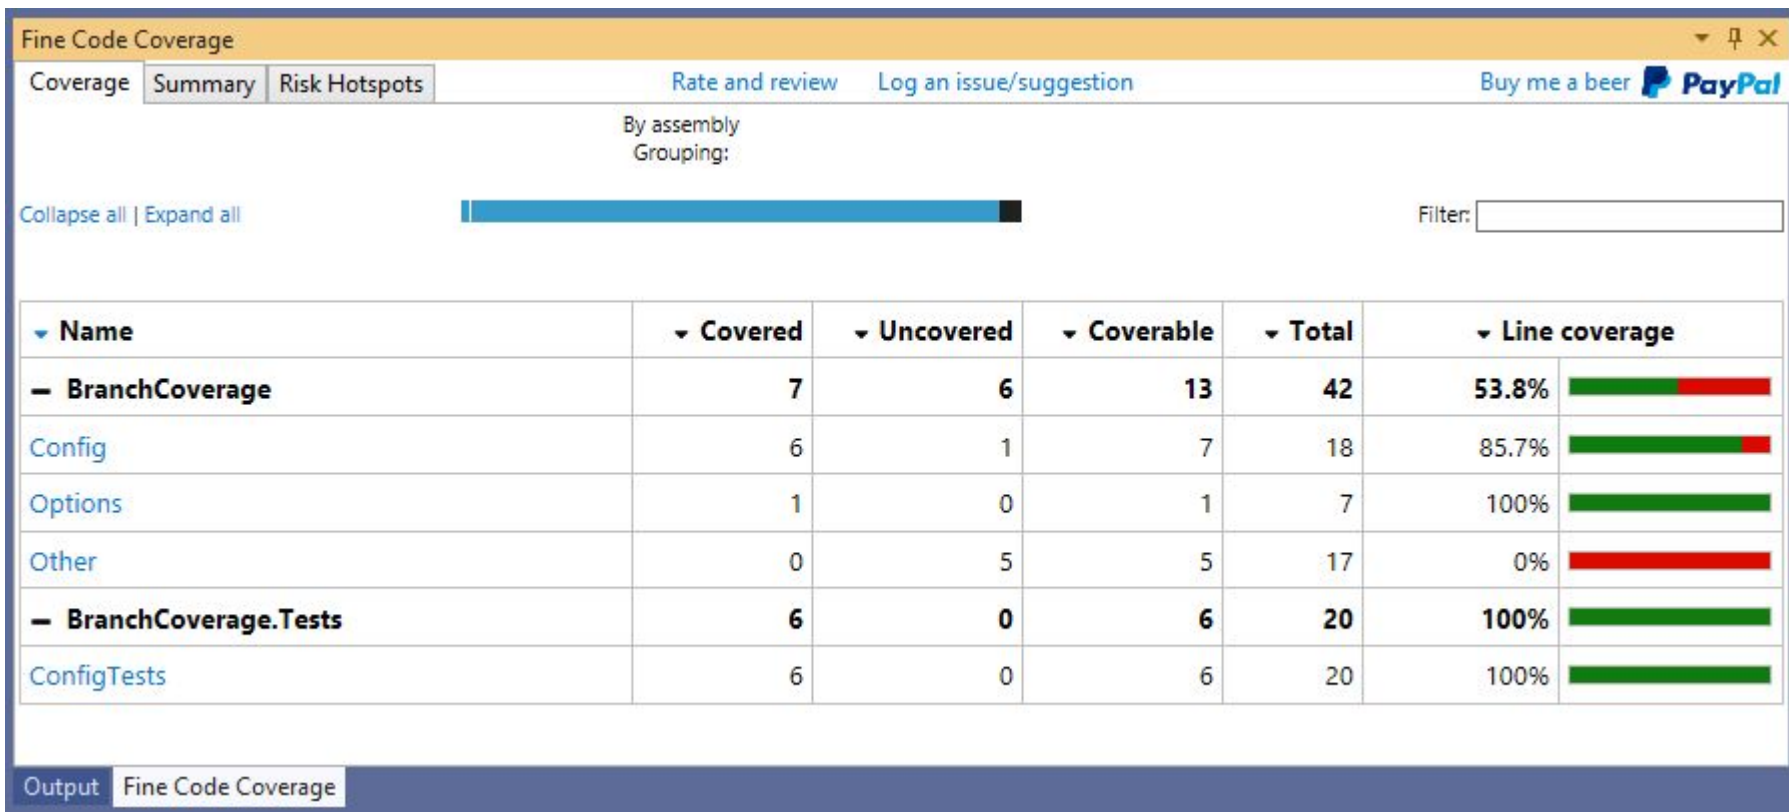 Fine Code Coverage
Coverage Summary Risk Hotspots Rate and review Log an issue/suggestion Buy me a beer PayPal
By assembly
Grouping:
Collapse all | Expand all Filter:
Name Covered Uncovered Coverable Total Line coverage
BranchCoverage 7 6 13 42 53.8%
Config 6 1 7 18 85.7%
Options 1 0 1 7 100%
Other 0 5 5 17 0%
BranchCoverage.Tests 6 0 6 20 100%
ConfigTests 6 0 6 20 100%
Output Fine Code Coverage